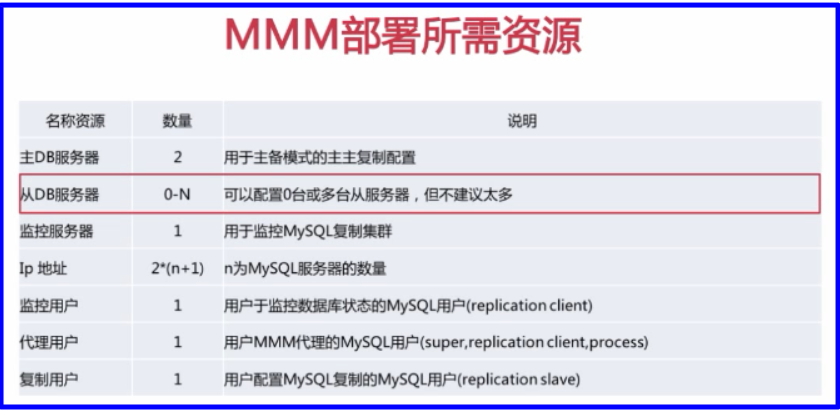 MMM部署所需资源
名称资源 数量 说明
主DB服务器 2 用于主备模式的主主复制配置
从DB服务器 0-N 可以配置0台或多台从服务器，但不建议太多
监控服务器 1 用于监控MySQL复制集群
Ip 地址 2*(n+1) n为MySQL服务器的数量
监控用户 1 用户于监控数据库状态的MySQL用户(replication client)
代理用户 1 用户MMM代理的MySQL用户(super,replication client,process)
复制用户 1 用户配置MySQL复制的MySQL用户(replication slave)